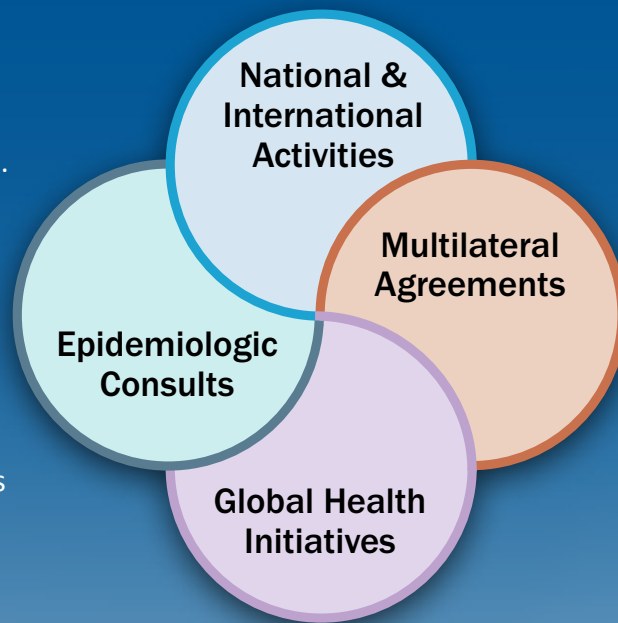 National &
International
Activities
Multilateral
Agreements
Epidemiologic
Consults
Global Health
Initiatives